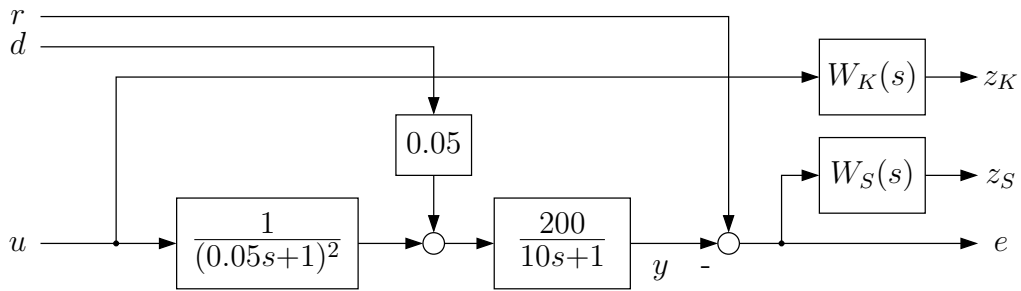 r
d
W_K(s)
z_K
0.05
W_S(s)
z_S
u
1
(0.05s+1)^2
200
10s+1
y
-
e